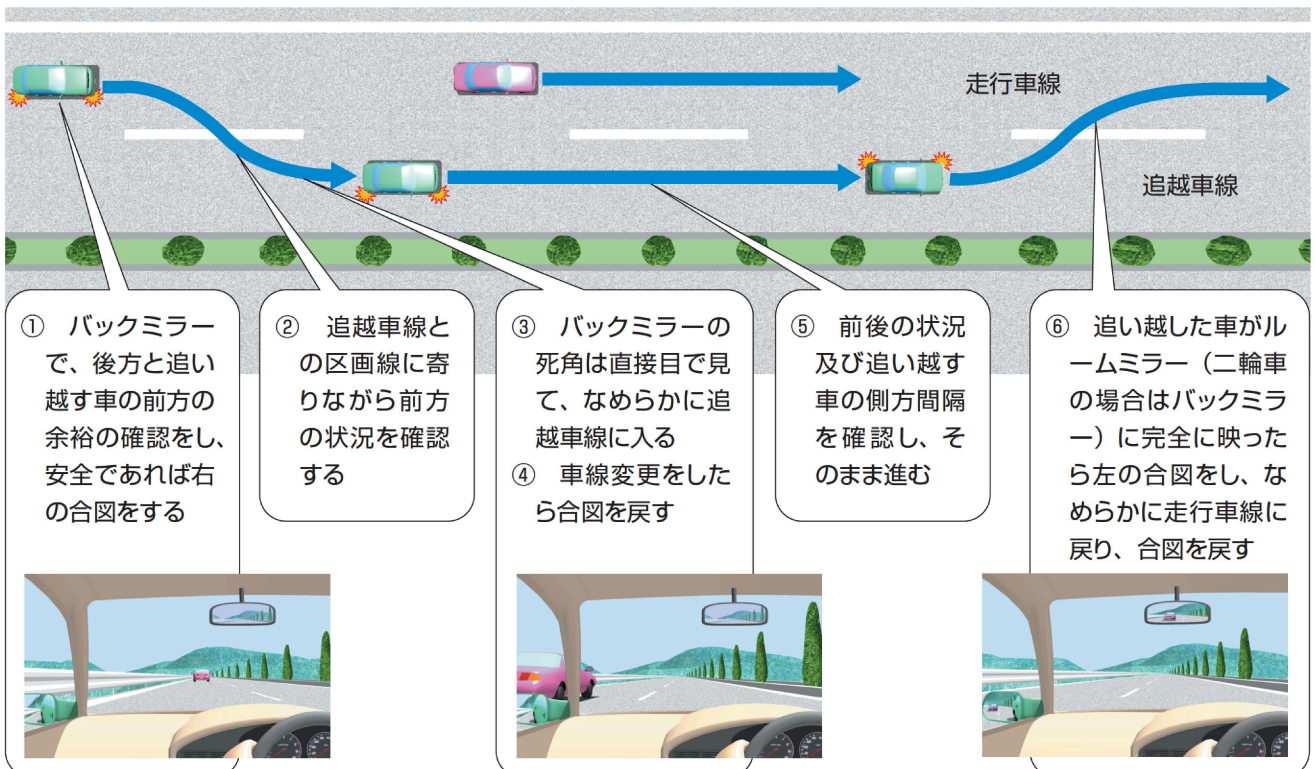 走行車線
追越車線
① バックミラー
で、後方と追い
越す車の前方の
余裕の確認をし、
安全であれば右
の合図をする
② 追越車線と
の区画線に寄
りながら前方
の状況を確認
する
③ バックミラーの
死角は直接目で見
て、なめらかに追
越車線に入る
④ 車線変更をした
ら合図を戻す
⑤ 前後の状況
及び追い越す
車の側方間隔
を確認し、そ
のまま進む
⑥ 追い越した車がル
ームミラー（二輪車
の場合はバックミラ
ー）に完全に映った
ら左の合図をし、な
めらかに走行車線に
戻り、合図を戻す